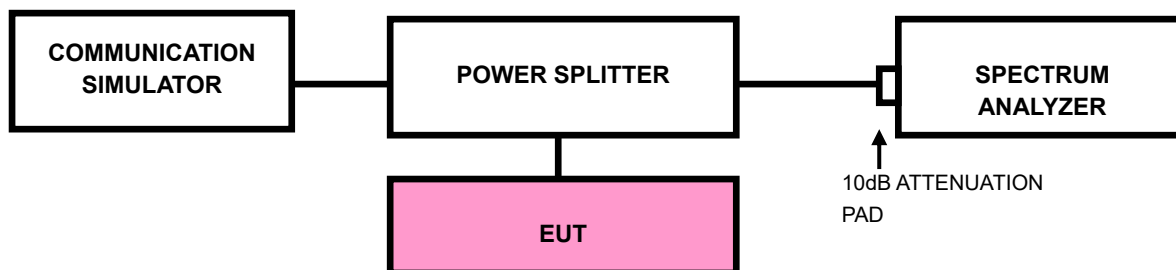 COMMUNICATION
SIMULATOR
POWER SPLITTER
SPECTRUM
ANALYZER
10dB ATTENUATION
PAD
EUT